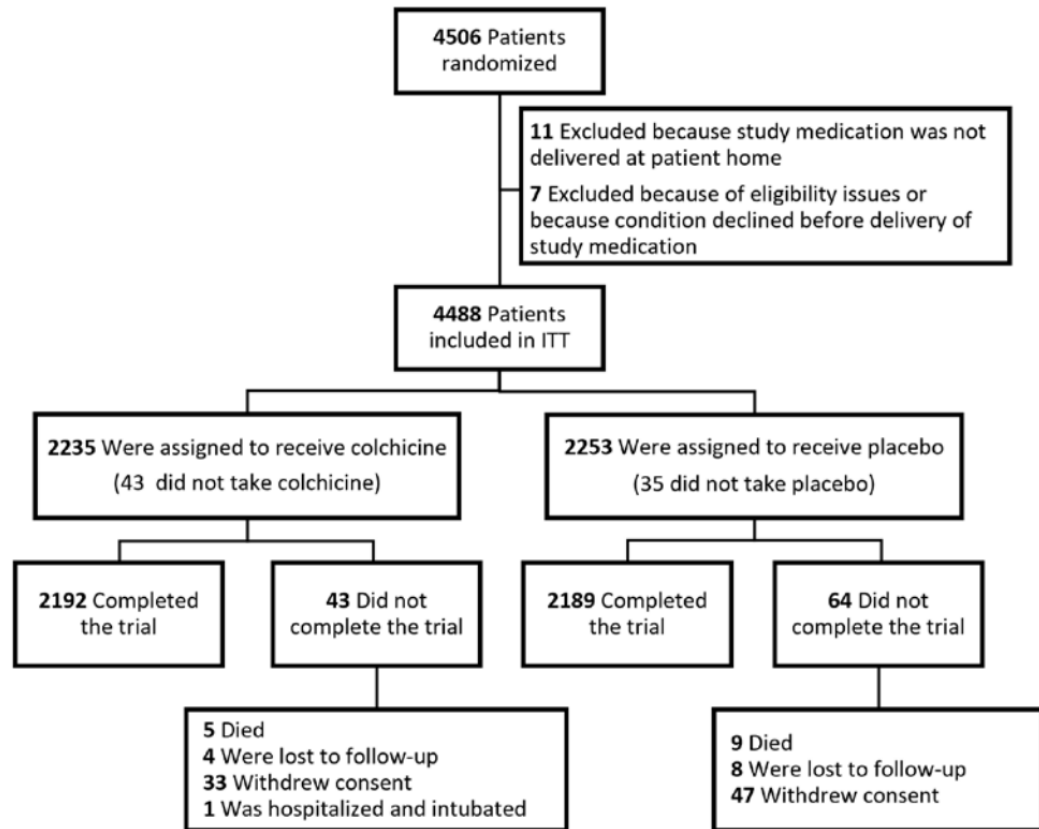 4506 Patients
randomized
11 Excluded because study medication was not
delivered at patient home
7 Excluded because of eligibility issues or
because condition declined before delivery of
study medication
4488 Patients
included in ITT
2235 Were assigned to receive colchicine
(43 did not take colchicine)
2253 Were assigned to receive placebo
(35 did not take placebo)
2192 Completed
the trial
43 Did not
complete the trial
2189 Completed
the trial
64 Did not
complete the trial
5 Died
4 Were lost to follow-up
33 Withdrew consent
1 Was hospitalized and intubated
9 Died
8 Were lost to follow-up
47 Withdrew consent